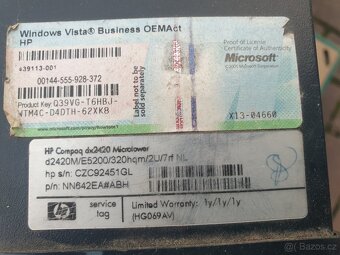 Windows Vista® Business OEMAct
HP
Proof of License
Certificate of Authenticity
439113-001
00144-555-928-372
Product Key: Q39VG-T6HBJ-
WTM4C-D4DTH-62XKB
Label not to be
sold separately
Microsoft
X13-04660
HP Compaq dx2420 Microtower
d2420M/E5200/320hqm/2U/7rf NL
hp s/n: CZC92451GL
p/n: NN642EA#ABH
hp
service
tag
Limited Warranty: 1y/1y/1y
(HG069AV)
Bazoš.cz